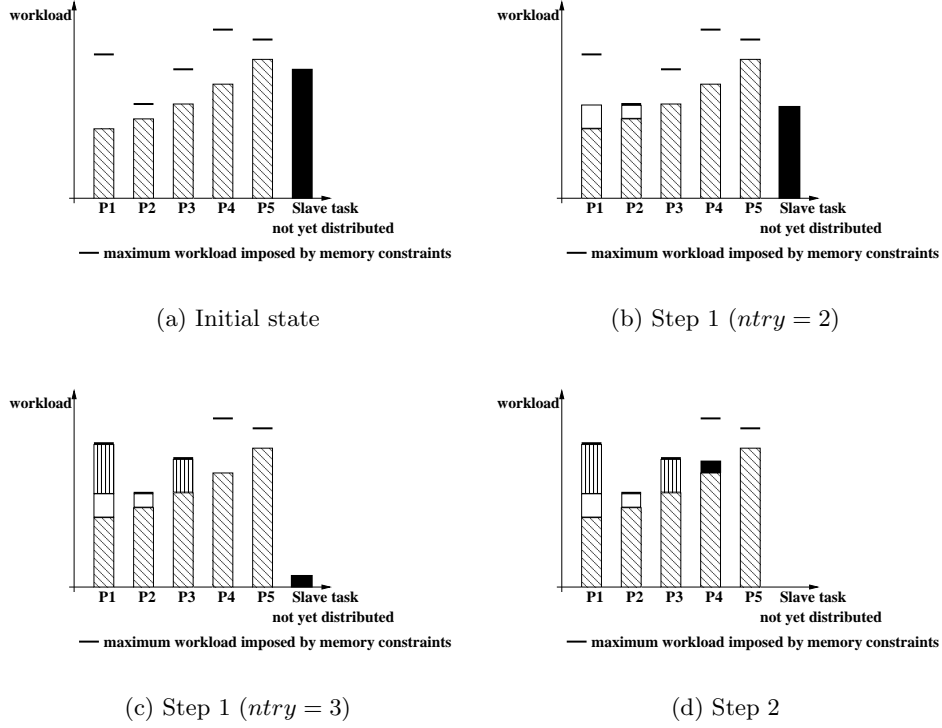 workload
P1 P2 P3 P4 P5 Slave task
not yet distributed
maximum workload imposed by memory constraints
(a) Initial state
workload
P1 P2 P3 P4 P5 Slave task
not yet distributed
maximum workload imposed by memory constraints
(b) Step 1 (ntry = 2)
workload
P1 P2 P3 P4 P5 Slave task
not yet distributed
maximum workload imposed by memory constraints
(c) Step 1 (ntry = 3)
workload
P1 P2 P3 P4 P5 Slave task
not yet distributed
maximum workload imposed by memory constraints
(d) Step 2